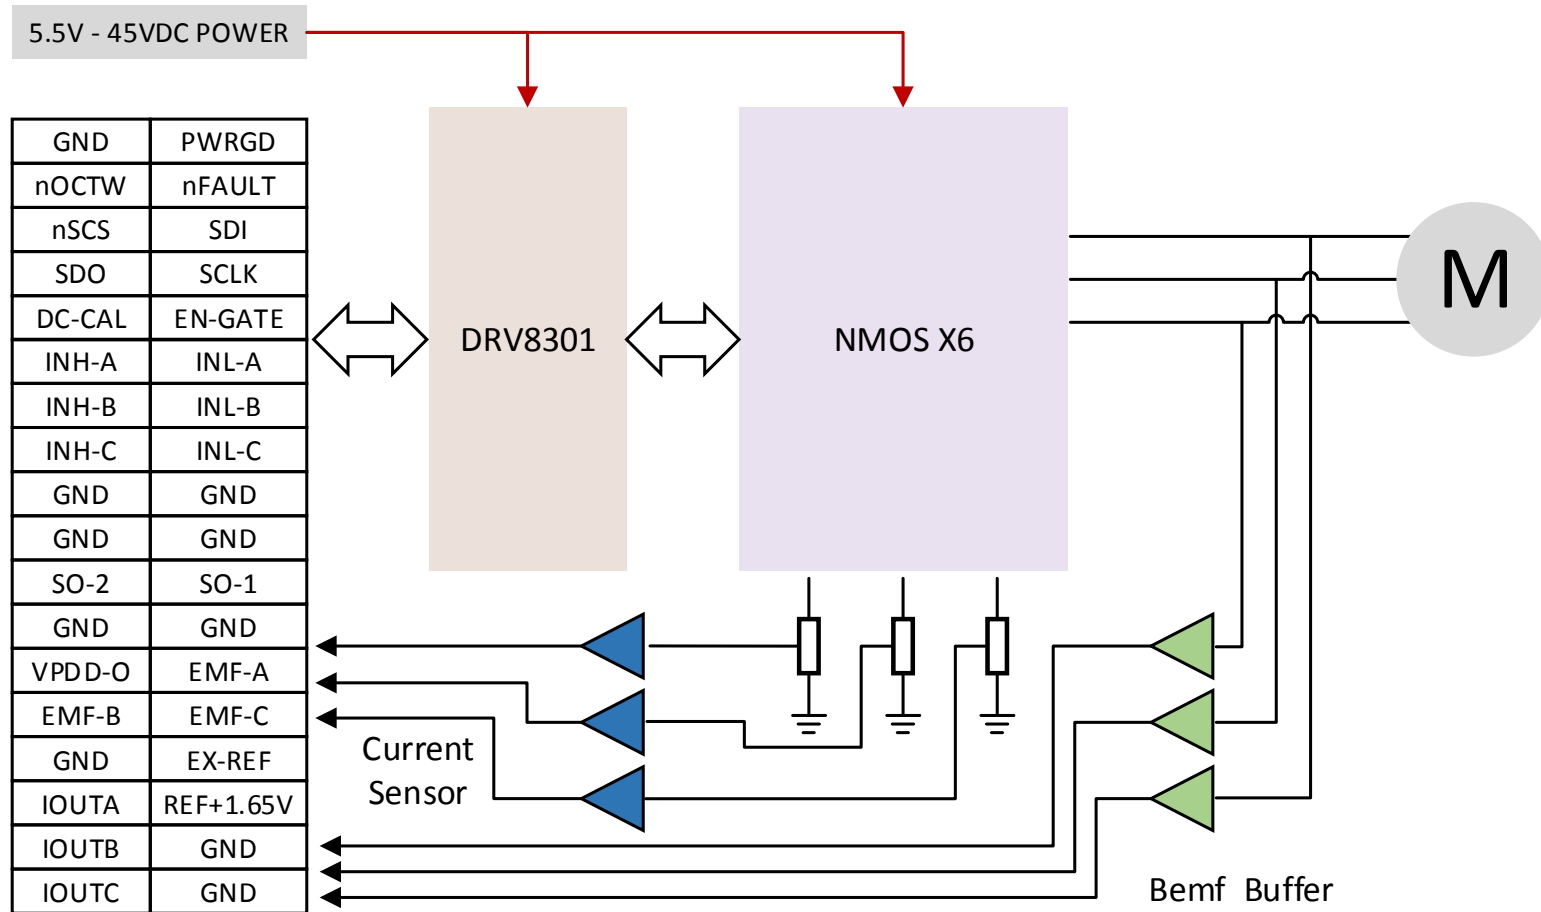 5.5V - 45VDC POWER
GND PWRGD
nOCTW nFAULT
nSCS SDI
SDO SCLK
DC-CAL EN-GATE
INH-A INL-A
INH-B INL-B
INH-C INL-C
GND GND
GND GND
SO-2 SO-1
GND GND
VPDD-O EMF-A
EMF-B EMF-C
GND EX-REF
IOUTA REF+1.65V
IOUTB GND
IOUTC GND
DRV8301
NMOS X6
M
Current
Sensor
Bemf Buffer